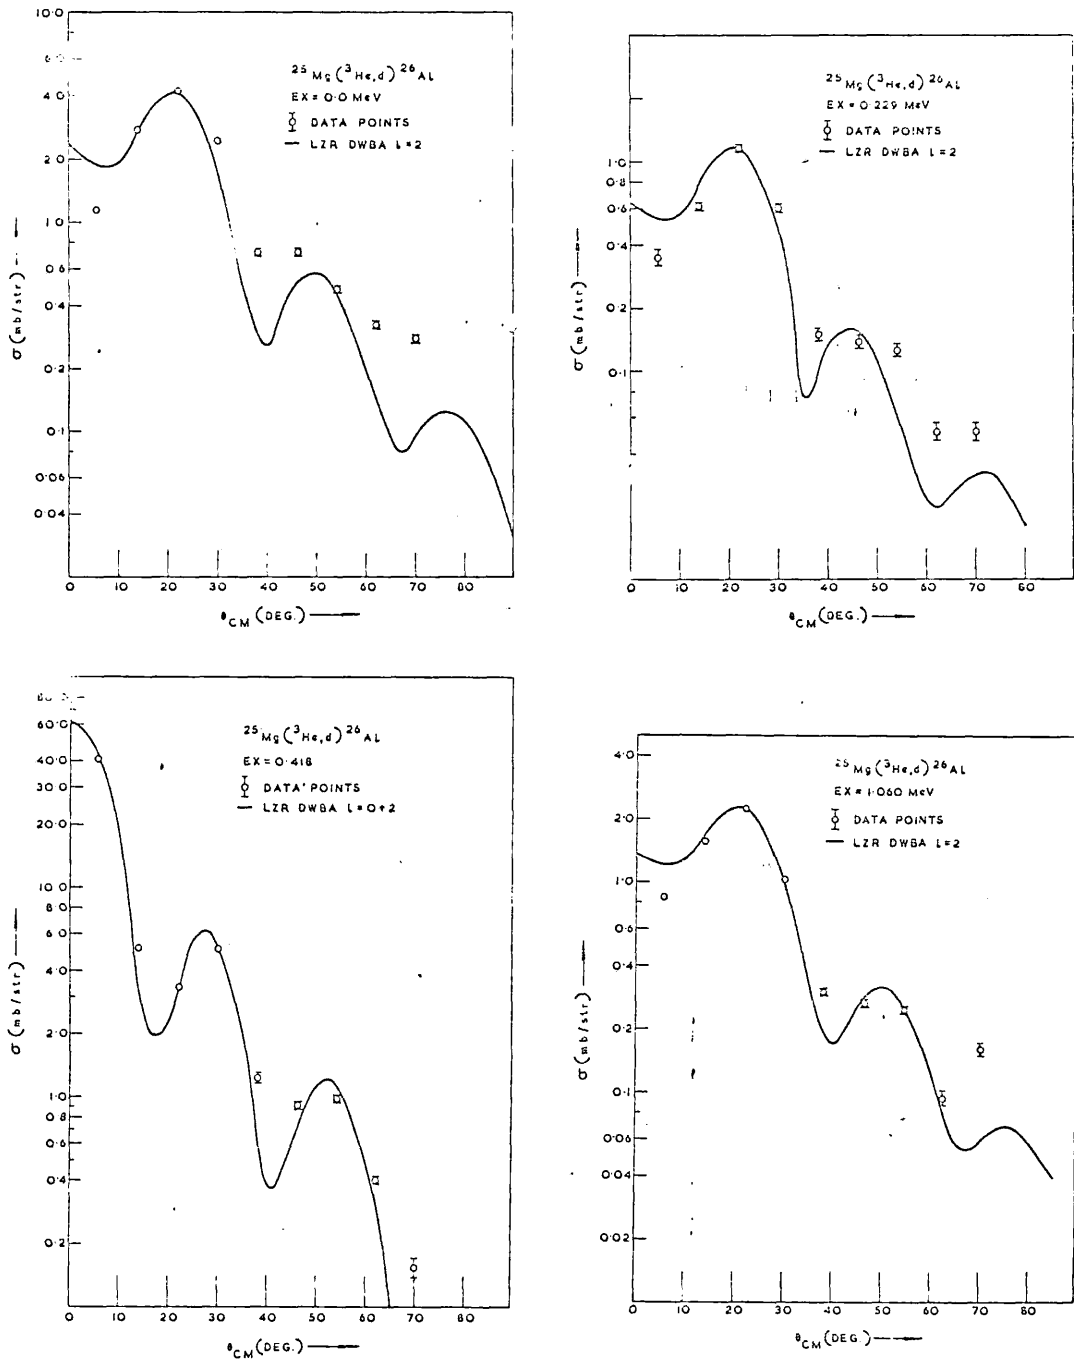 10·0
4·0
2·0
1·0
0·6
0·4
0·2
0·1
0·06
0·04
σ (mb/str)
25Mg(3He,d)26Al
EX=0·0 MeV
DATA POINTS
LZR DWBA l=2
0 10 20 30 40 50 60 70
θCM (DEG.)
1·0
0·8
0·6
0·4
0·2
0·1
σ (mb/str)
25Mg(3He,d)26Al
EX=0·229 MeV
DATA POINTS
LZR DWBA l=2
0 10 20 30 40 50 60 70 80
θCM (DEG.)
60·0
40·0
30·0
20·0
10·0
8·0
6·0
4·0
2·0
1·0
0·8
0·6
0·4
0·2
σ (mb/str)
25Mg(3He,d)26Al
EX=0·418
DATA POINTS
LZR DWBA l=0+2
0 10 20 30 40 50 60 70 80
θCM (DEG.)
4·0
2·0
1·0
0·4
0·2
0·1
0·06
0·04
0·02
σ (mb/str)
25Mg(3He,d)26Al
EX=1·060 MeV
DATA POINTS
LZR DWBA l=2
0 10 20 30 40 50 60 70 80
θCM (DEG.)